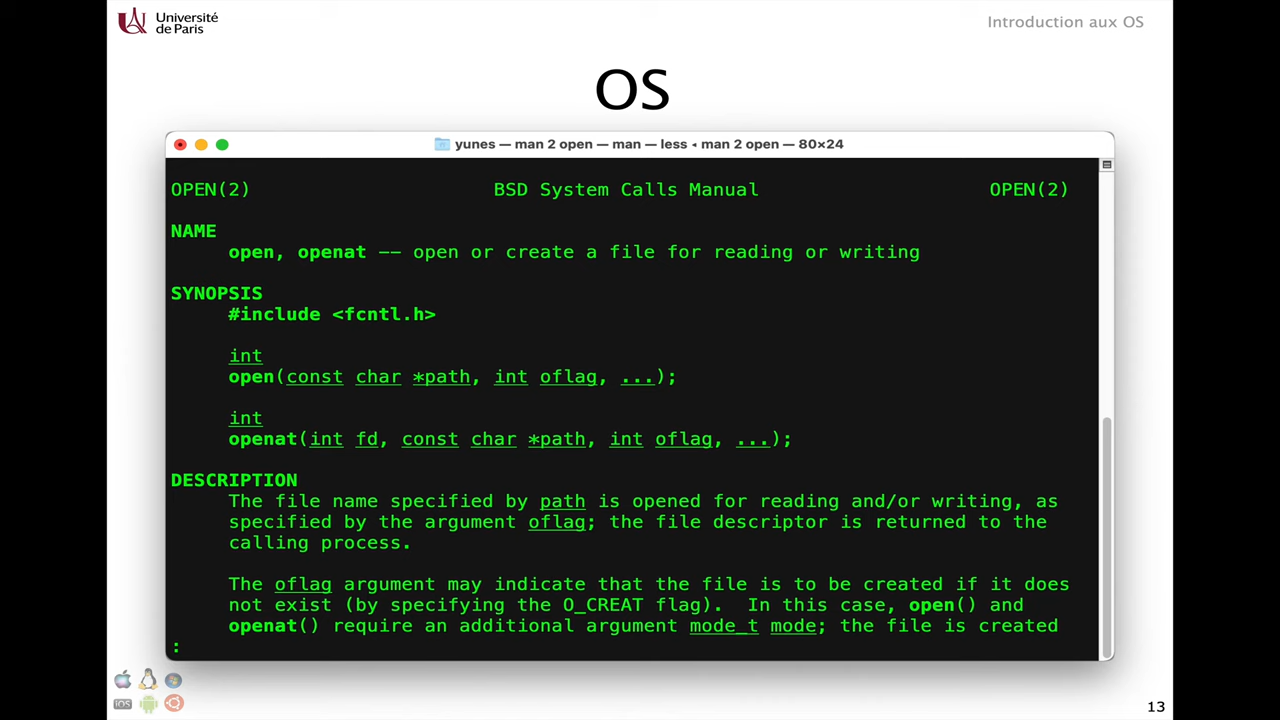 Université
de Paris
Introduction aux OS
OS
yunes — man 2 open — man — less ◂ man 2 open — 80×24
OPEN(2) BSD System Calls Manual OPEN(2)
NAME
open, openat -- open or create a file for reading or writing
SYNOPSIS
#include <fcntl.h>
int
open(const char *path, int oflag, ...);
int
openat(int fd, const char *path, int oflag, ...);
DESCRIPTION
The file name specified by path is opened for reading and/or writing, as
specified by the argument oflag; the file descriptor is returned to the
calling process.
The oflag argument may indicate that the file is to be created if it does
not exist (by specifying the O_CREAT flag).  In this case, open() and
openat() require an additional argument mode_t mode; the file is created
:
iOS
13